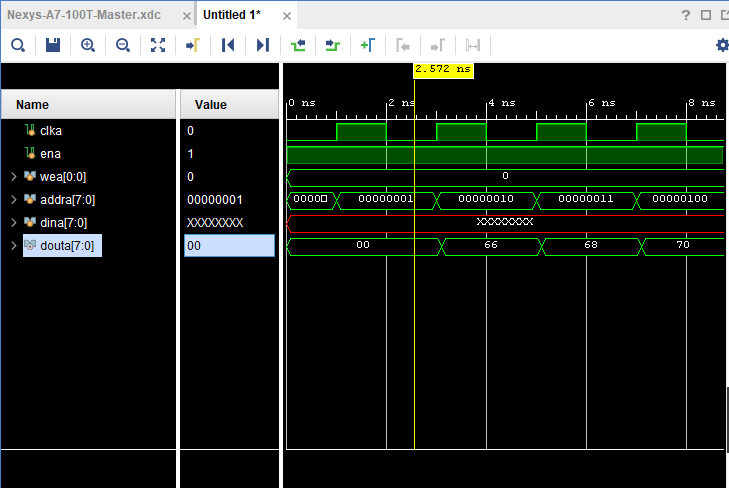 Nexys-A7-100T-Master.xdc × Untitled 1* × ?
2.572 ns
0 ns 2 ns 4 ns 6 ns 8 ns
Name Value
clka 0
ena 1
wea[0:0] 0 0
addra[7:0] 00000001 0000 00000001 00000010 00000011 00000100
dina[7:0] XXXXXXXX XXXXXXXX
douta[7:0] 00 00 66 68 70